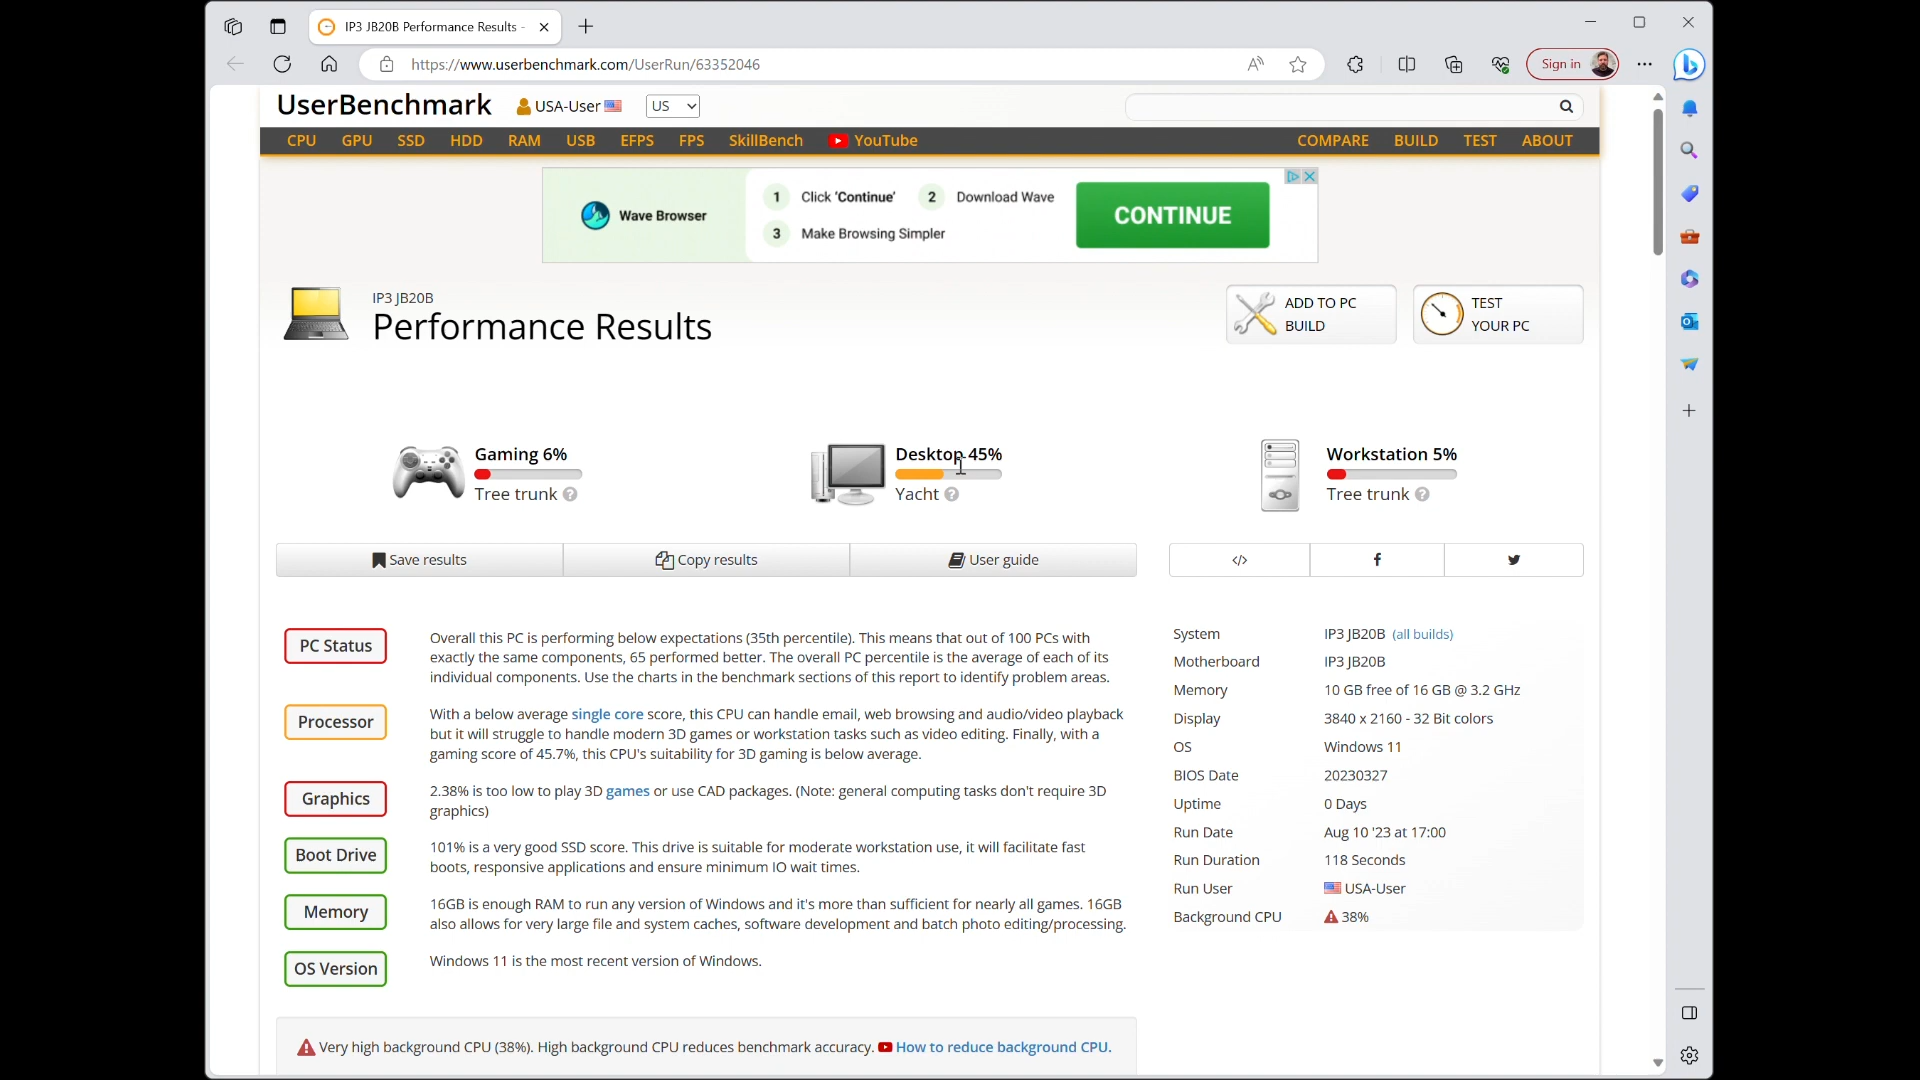 IP3 JB20B Performance Results -
https://www.userbenchmark.com/UserRun/63352046
Sign in
UserBenchmark
USA-User
US
CPU GPU SSD HDD RAM USB EFPS FPS SkillBench YouTube COMPARE BUILD TEST ABOUT
Wave Browser
1 Click 'Continue' 2 Download Wave
3 Make Browsing Simpler
CONTINUE
IP3 JB20B
Performance Results
ADD TO PC
BUILD
TEST
YOUR PC
Gaming 6%
Tree trunk
Desktop 45%
Yacht
Workstation 5%
Tree trunk
Save results
Copy results
User guide
PC Status
Overall this PC is performing below expectations (35th percentile). This means that out of 100 PCs with
exactly the same components, 65 performed better. The overall PC percentile is the average of each of its
individual components. Use the charts in the benchmark sections of this report to identify problem areas.
Processor
With a below average single core score, this CPU can handle email, web browsing and audio/video playback
but it will struggle to handle modern 3D games or workstation tasks such as video editing. Finally, with a
gaming score of 45.7%, this CPU's suitability for 3D gaming is below average.
Graphics
2.38% is too low to play 3D games or use CAD packages. (Note: general computing tasks don't require 3D
graphics)
Boot Drive
101% is a very good SSD score. This drive is suitable for moderate workstation use, it will facilitate fast
boots, responsive applications and ensure minimum IO wait times.
Memory
16GB is enough RAM to run any version of Windows and it's more than sufficient for nearly all games. 16GB
also allows for very large file and system caches, software development and batch photo editing/processing.
OS Version
Windows 11 is the most recent version of Windows.
System IP3 JB20B (all builds)
Motherboard IP3 JB20B
Memory 10 GB free of 16 GB @ 3.2 GHz
Display 3840 x 2160 - 32 Bit colors
OS Windows 11
BIOS Date 20230327
Uptime 0 Days
Run Date Aug 10 '23 at 17:00
Run Duration 118 Seconds
Run User USA-User
Background CPU 38%
Very high background CPU (38%). High background CPU reduces benchmark accuracy. How to reduce background CPU.